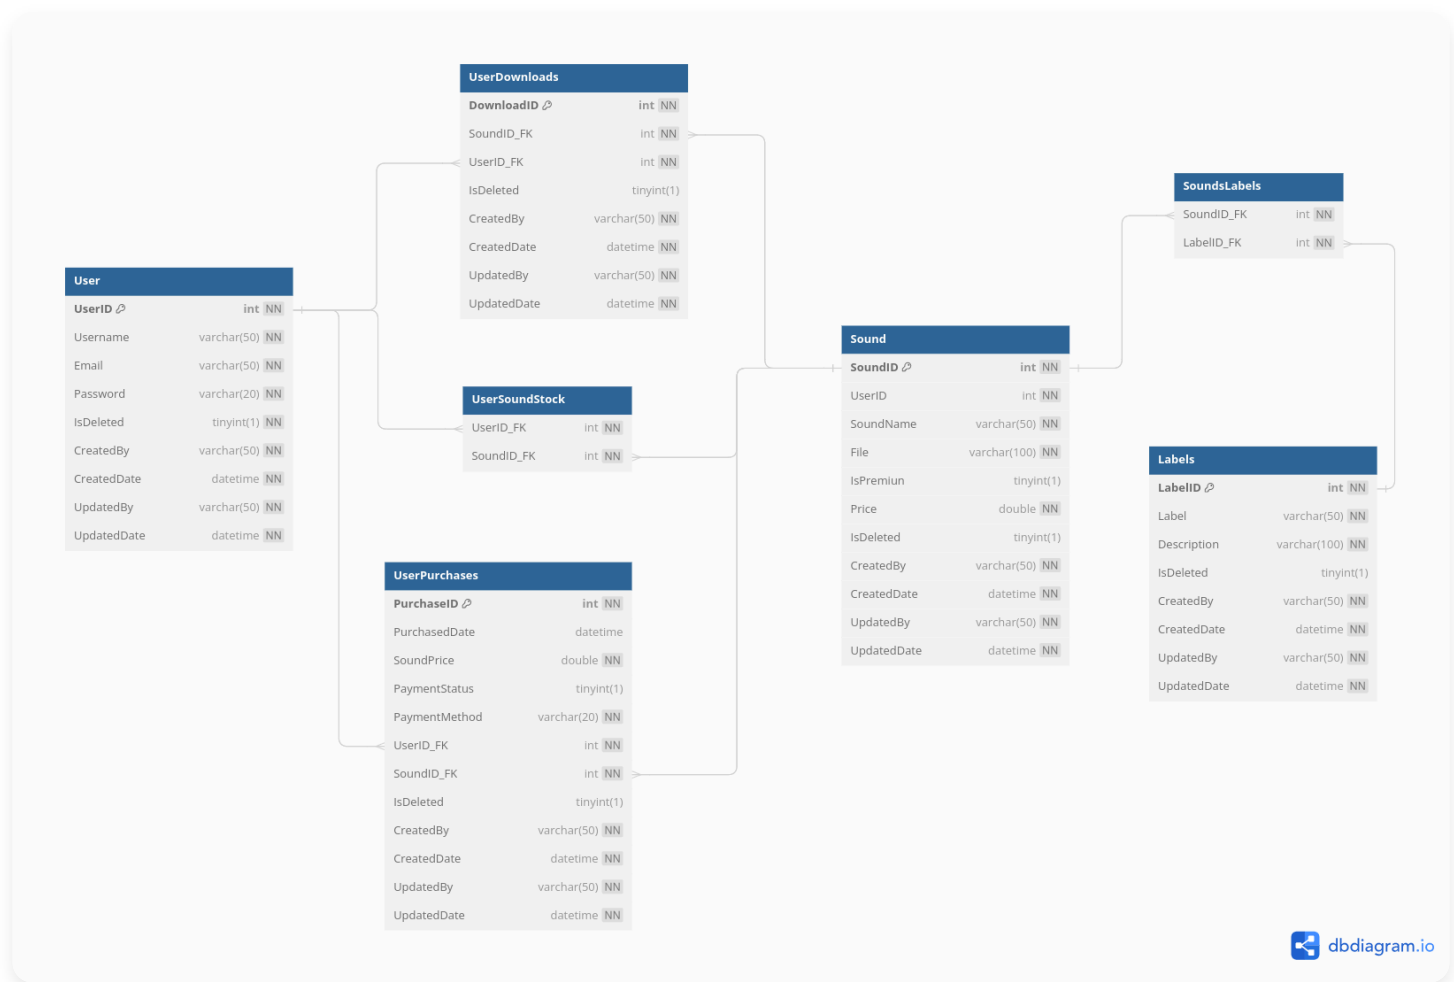 UserDownloads
DownloadID int NN
SoundID_FK int NN
UserID_FK int NN
IsDeleted tinyint(1)
CreatedBy varchar(50) NN
CreatedDate datetime NN
UpdatedBy varchar(50) NN
UpdatedDate datetime NN
User
UserID int NN
Username varchar(50) NN
Email varchar(50) NN
Password varchar(20) NN
IsDeleted tinyint(1) NN
CreatedBy varchar(50) NN
CreatedDate datetime NN
UpdatedBy varchar(50) NN
UpdatedDate datetime NN
UserSoundStock
UserID_FK int NN
SoundID_FK int NN
UserPurchases
PurchaseID int NN
PurchasedDate datetime
SoundPrice double NN
PaymentStatus tinyint(1)
PaymentMethod varchar(20) NN
UserID_FK int NN
SoundID_FK int NN
IsDeleted tinyint(1)
CreatedBy varchar(50) NN
CreatedDate datetime NN
UpdatedBy varchar(50) NN
UpdatedDate datetime NN
Sound
SoundID int NN
UserID int NN
SoundName varchar(50) NN
File varchar(100) NN
IsPremiun tinyint(1)
Price double NN
IsDeleted tinyint(1)
CreatedBy varchar(50) NN
CreatedDate datetime NN
UpdatedBy varchar(50) NN
UpdatedDate datetime NN
SoundsLabels
SoundID_FK int NN
LabelID_FK int NN
Labels
LabelID int NN
Label varchar(50) NN
Description varchar(100) NN
IsDeleted tinyint(1)
CreatedBy varchar(50) NN
CreatedDate datetime NN
UpdatedBy varchar(50) NN
UpdatedDate datetime NN
dbdiagram.io